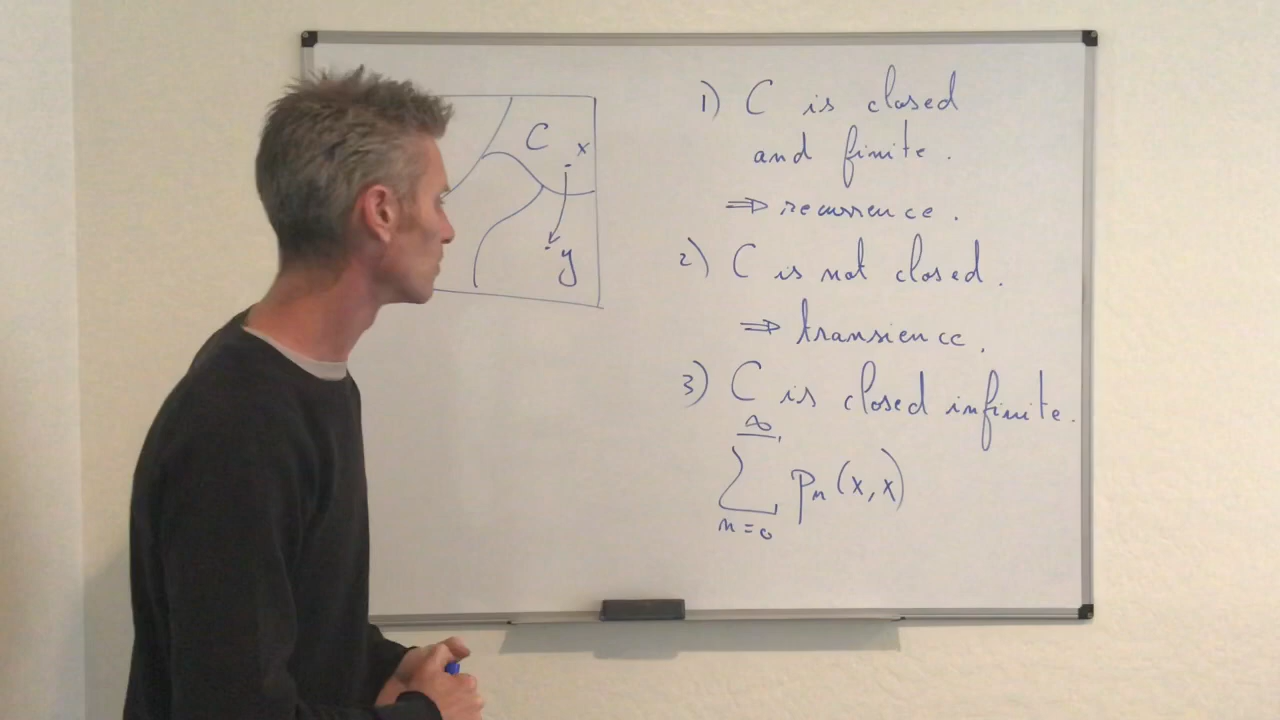 C x
y
1) C is closed
and finite.
⇒ recurrence.
2) C is not closed.
⇒ transience.
3) C is closed infinite.
∞
∑ pn(x,x)
n=0